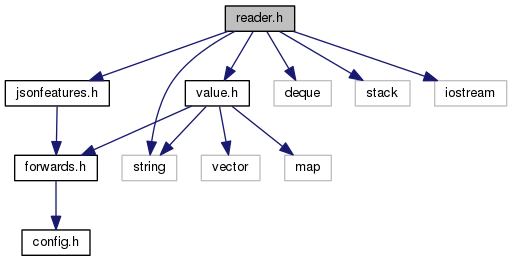 reader.h
jsonfeatures.h
value.h
deque
stack
iostream
forwards.h
string
vector
map
config.h